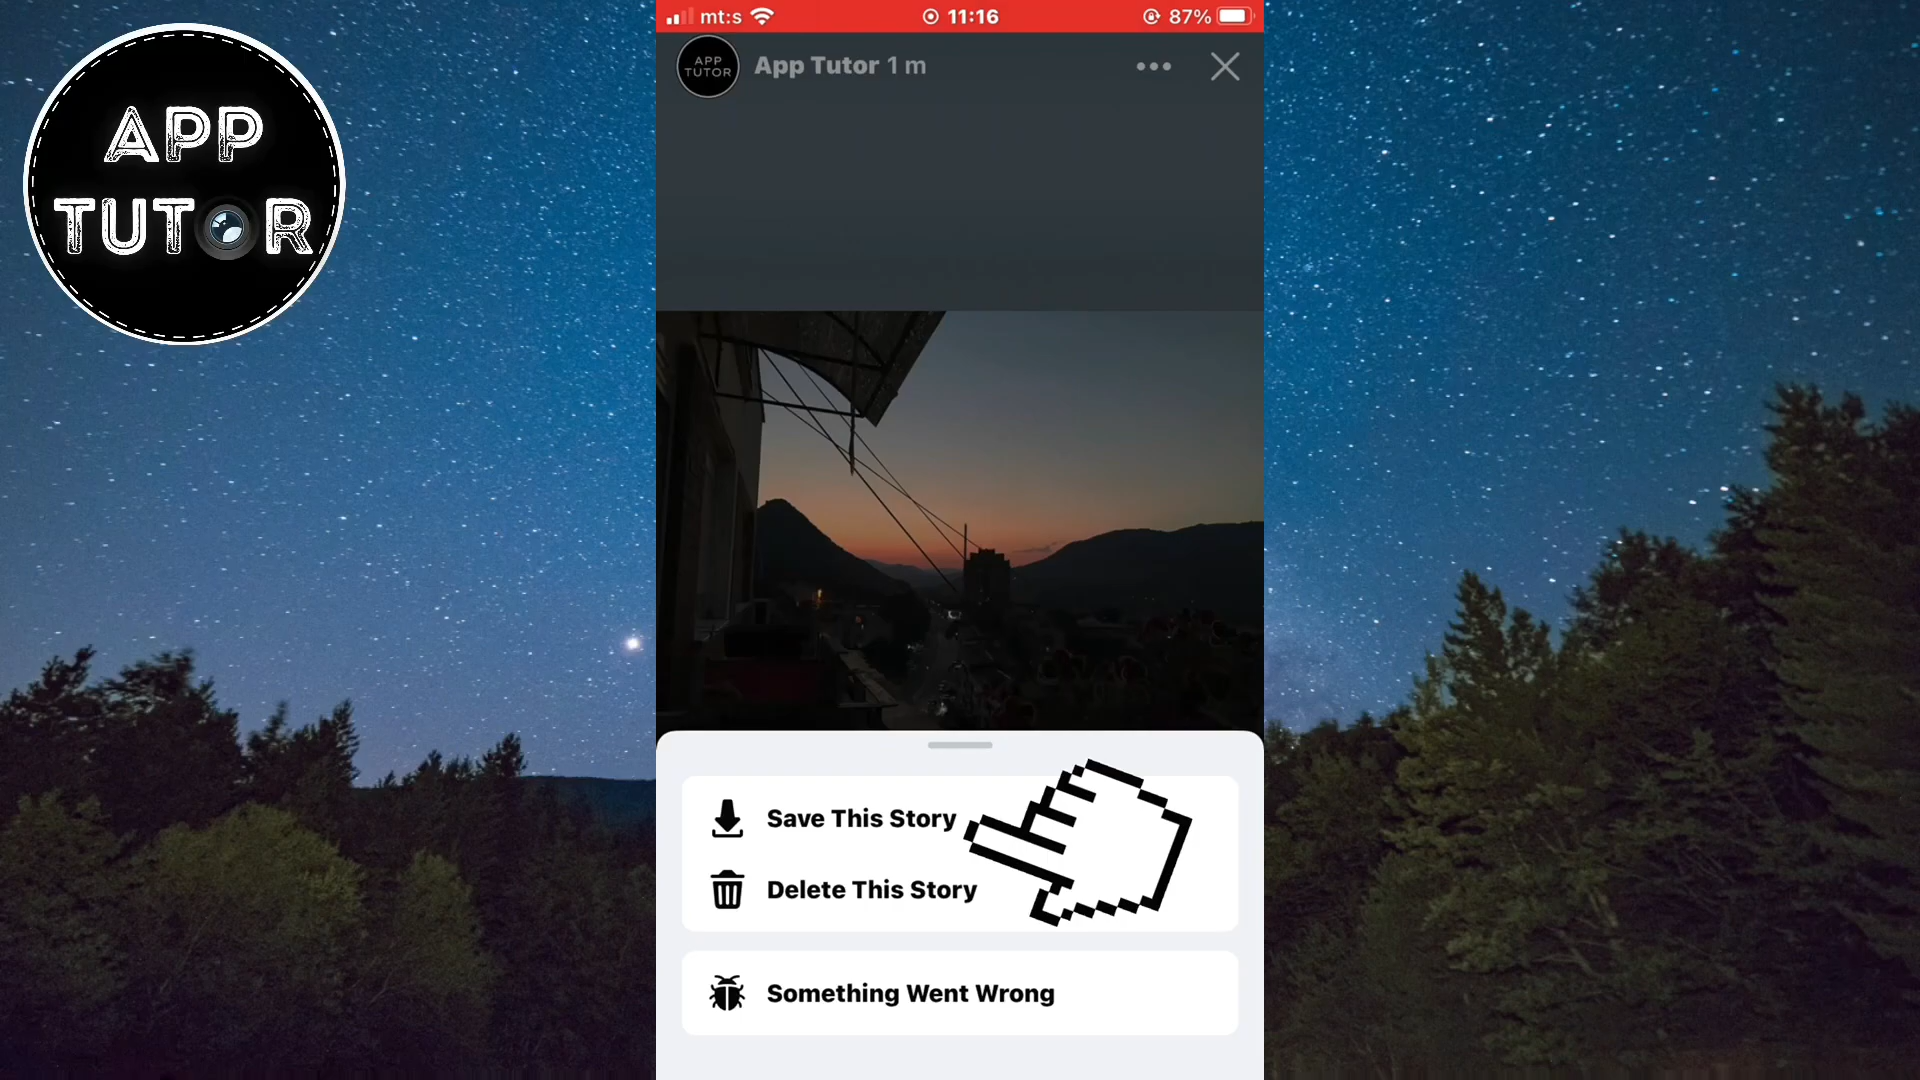 APP
TUTOR
mt:s
11:16
87%
APP
TUTOR
App Tutor 1 m
Save This Story
Delete This Story
Something Went Wrong